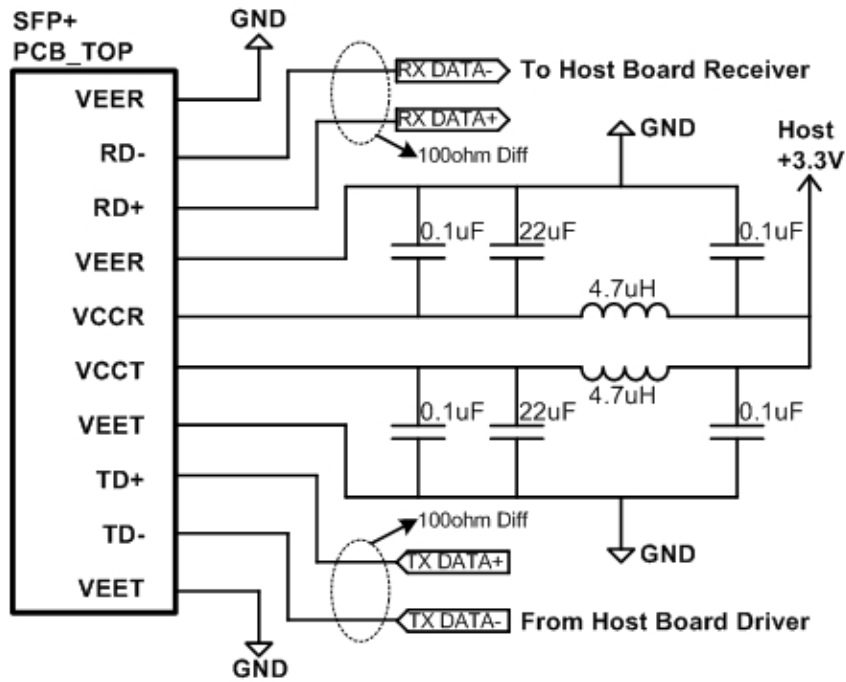 SFP+
PCB_TOP
GND
VEER
RD-
RD+
VEER
VCCR
VCCT
VEET
TD+
TD-
VEET
RX DATA-
To Host Board Receiver
RX DATA+
100ohm Diff
GND
Host
+3.3V
0.1uF
22uF
0.1uF
4.7uH
4.7uH
0.1uF
22uF
0.1uF
100ohm Diff
GND
TX DATA+
TX DATA-
From Host Board Driver
GND